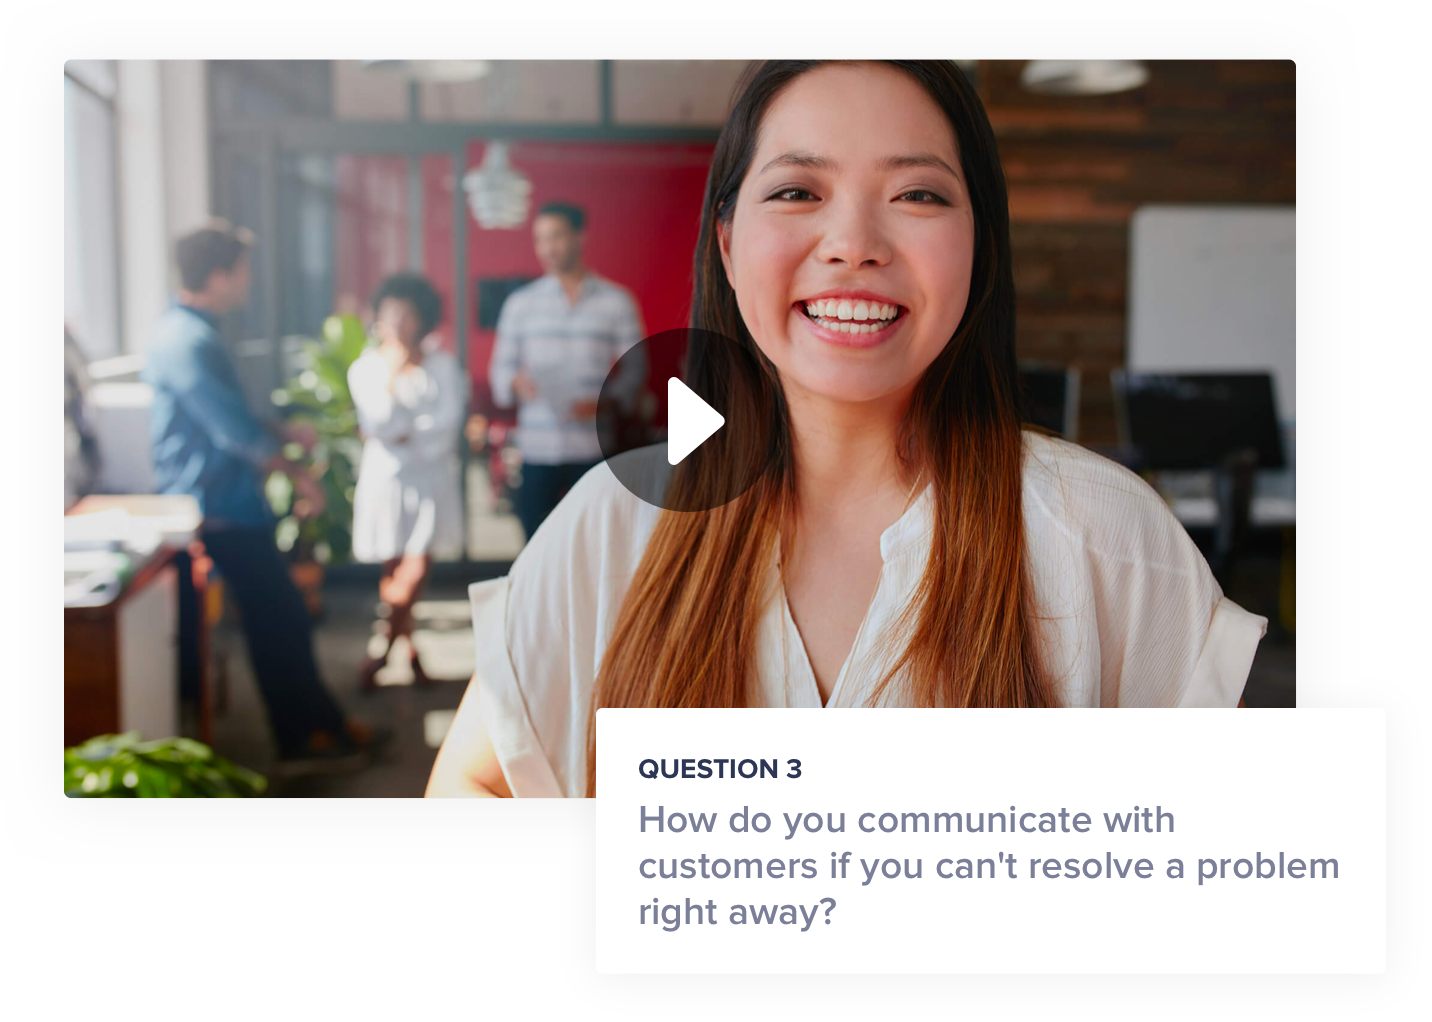 QUESTION 3
How do you communicate with
customers if you can't resolve a problem
right away?